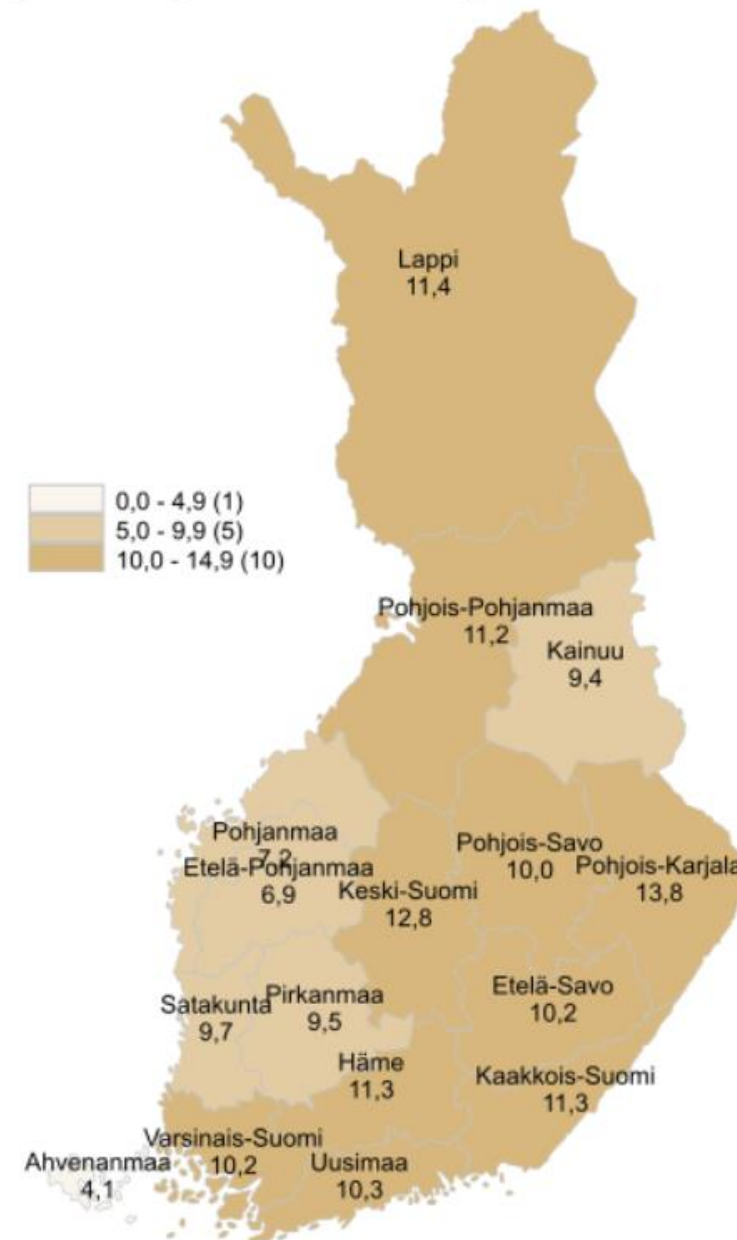 Lappi
11,4
0,0 - 4,9 (1)
5,0 - 9,9 (5)
10,0 - 14,9 (10)
Pohjois-Pohjanmaa
11,2
Kainuu
9,4
Pohjanmaa
7,2
Etelä-Pohjanmaa
6,9
Keski-Suomi
12,8
Pohjois-Savo
10,0
Pohjois-Karjala
13,8
Satakunta
9,7
Pirkanmaa
9,5
Etelä-Savo
10,2
Häme
11,3
Kaakkois-Suomi
11,3
Varsinais-Suomi
10,2
Uusimaa
10,3
Ahvenanmaa
4,1